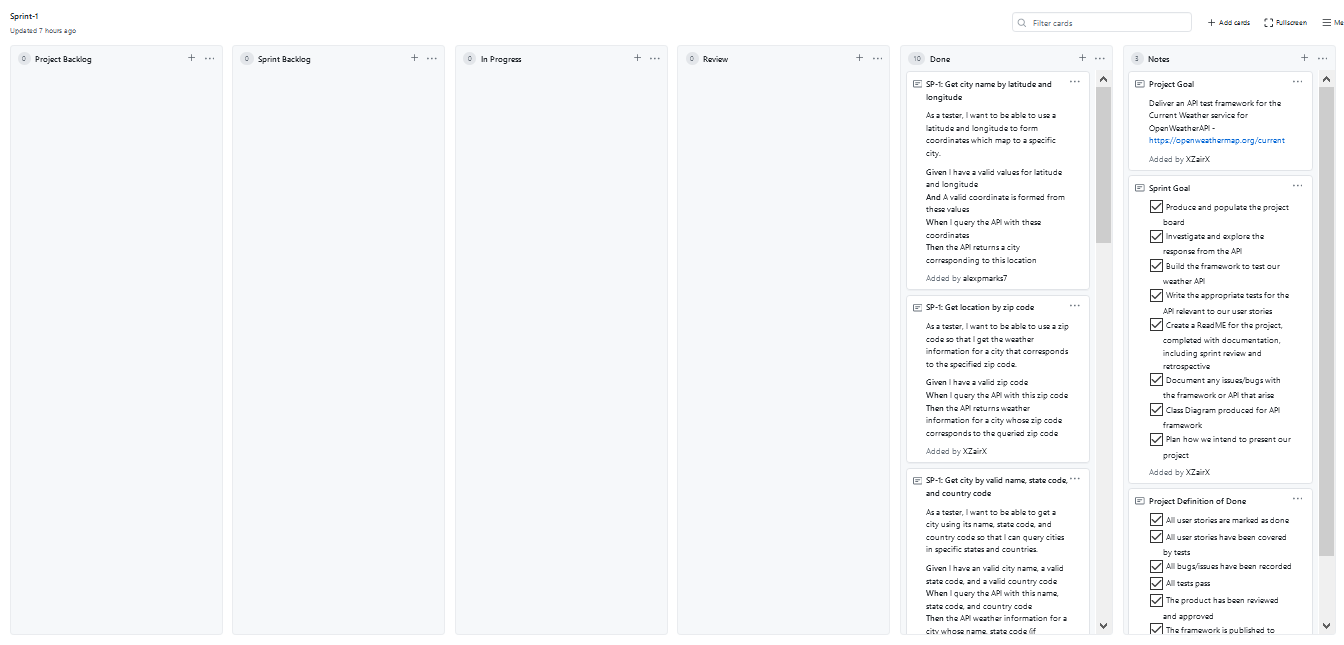 Sprint-1
Updated 7 hours ago
Filter cards
Add cards
Fullscreen
Me
0 Project Backlog
0 Sprint Backlog
0 In Progress
0 Review
10 Done
SP-1: Get city name by latitude and
longitude
As a tester, I want to be able to use a
latitude and longitude to form
coordinates which map to a specific
city.
Given I have a valid values for latitude
and longitude
And A valid coordinate is formed from
these values
When I query the API with these
coordinates
Then the API returns a city
corresponding to this location
Added by alexpmarks7
SP-1: Get location by zip code
As a tester, I want to be able to use a zip
code so that I get the weather
information for a city that corresponds
to the specified zip code.
Given I have a valid zip code
When I query the API with this zip code
Then the API returns weather
information for a city whose zip code
corresponds to the queried zip code
Added by XZairX
SP-1: Get city by valid name, state code,
and country code
As a tester, I want to be able to get a
city using its name, state code, and
country code so that I can query cities
in specific states and countries.
Given I have an valid city name, a valid
state code, and a valid country code
When I query the API with this name,
state code, and country code
Then the API weather information for a
city whose name, state code (if
3 Notes
Project Goal
Deliver an API test framework for the
Current Weather service for
OpenWeatherAPI -
https://openweathermap.org/current
Added by XZairX
Sprint Goal
Produce and populate the project
board
Investigate and explore the
response from the API
Build the framework to test our
weather API
Write the appropriate tests for the
API relevant to our user stories
Create a ReadME for the project,
completed with documentation,
including sprint review and
retrospective
Document any issues/bugs with
the framework or API that arise
Class Diagram produced for API
framework
Plan how we intend to present our
project
Added by XZairX
Project Definition of Done
All user stories are marked as done
All user stories have been covered
by tests
All bugs/issues have been recorded
All tests pass
The product has been reviewed
and approved
The framework is published to